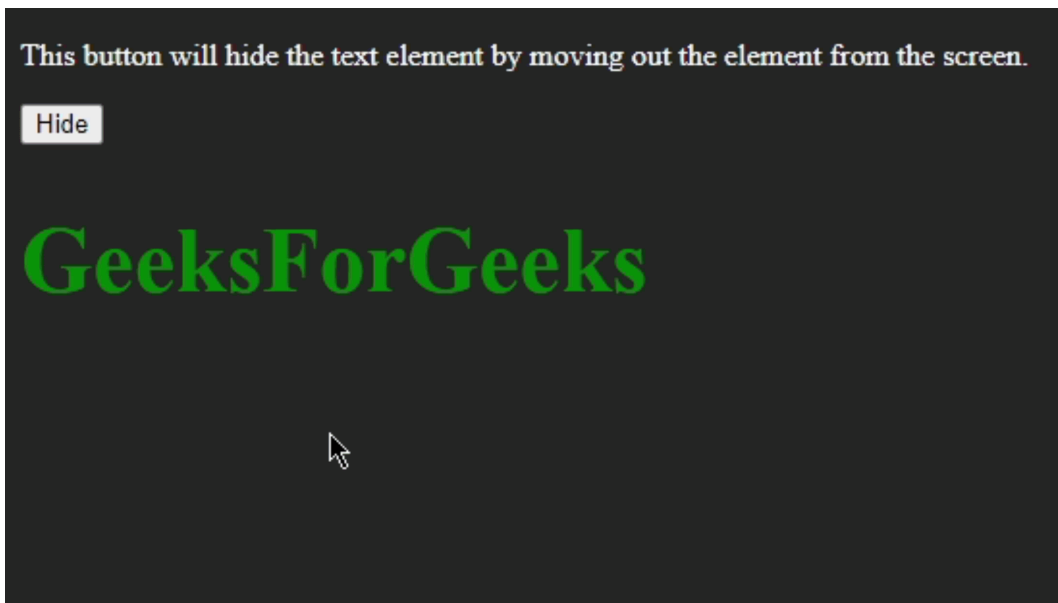 This button will hide the text element by moving out the element from the screen.
Hide
GeeksForGeeks